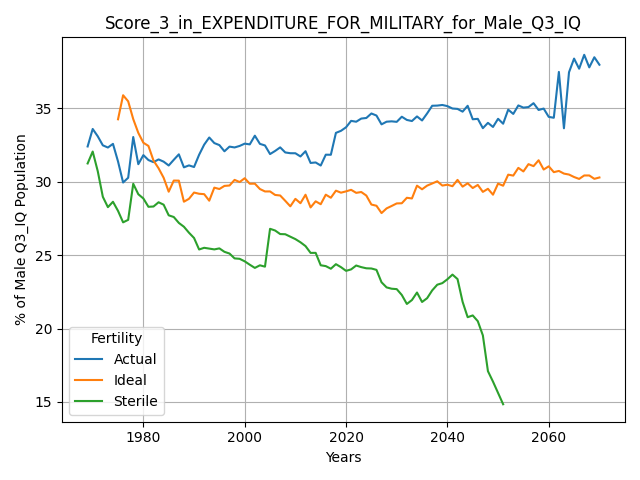 Score_3_in_EXPENDITURE_FOR_MILITARY_for_Male_Q3_IQ
% of Male Q3_IQ Population
35
30
25
20
15
Fertility
Actual
Ideal
Sterile
1980 2000 2020 2040 2060
Years